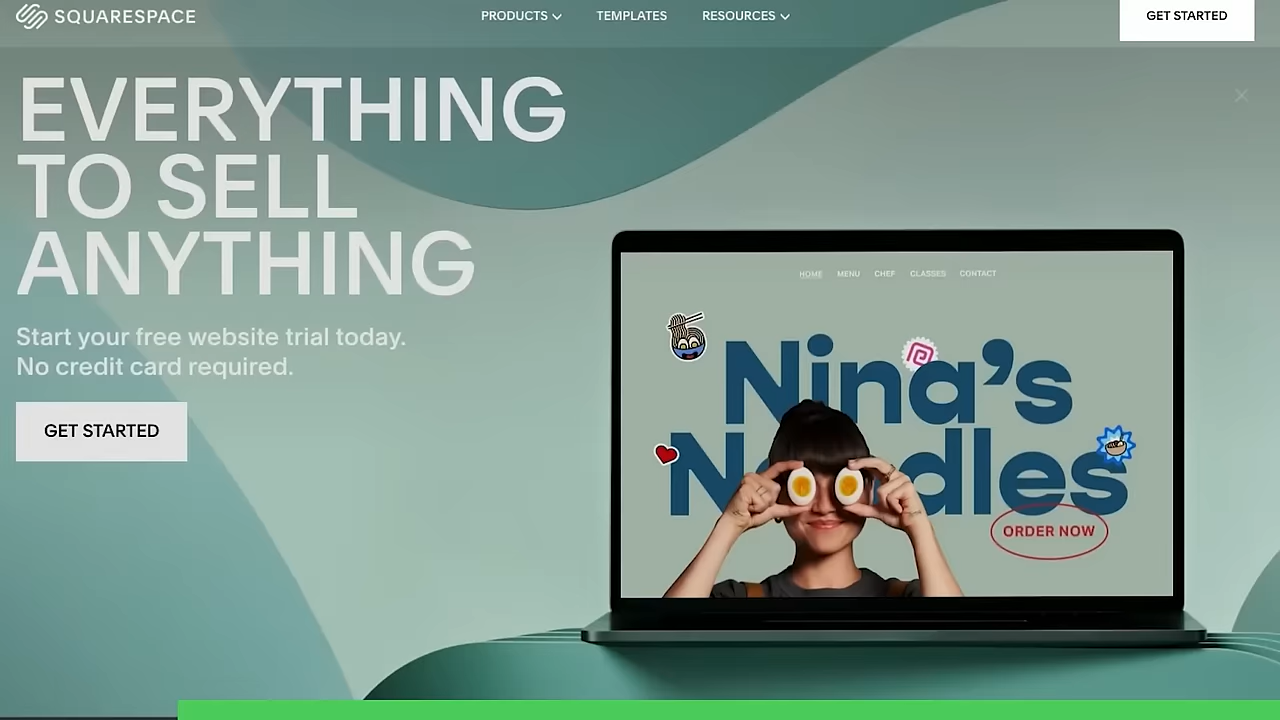 SQUARESPACE
PRODUCTS
TEMPLATES
RESOURCES
GET STARTED
EVERYTHING
TO SELL
ANYTHING
Start your free website trial today.
No credit card required.
GET STARTED
HOME MENU CHEF CLASSES CONTACT
Nina's
Noodles
ORDER NOW